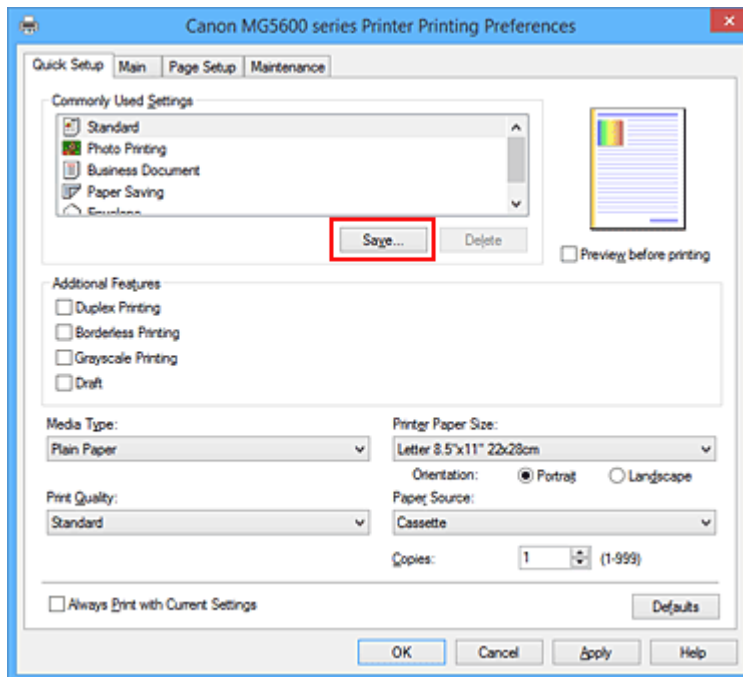 Canon MG5600 series Printer Printing Preferences
Quick Setup Main Page Setup Maintenance
Commonly Used Settings
Standard
Photo Printing
Business Document
Paper Saving
Envelope
Save... Delete
Preview before printing
Additional Features
Duplex Printing
Borderless Printing
Grayscale Printing
Draft
Media Type:
Plain Paper
Printer Paper Size:
Letter 8.5"x11" 22x28cm
Orientation: Portrait Landscape
Print Quality:
Standard
Paper Source:
Cassette
Copies: 1 (1-999)
Always Print with Current Settings
Defaults
OK Cancel Apply Help